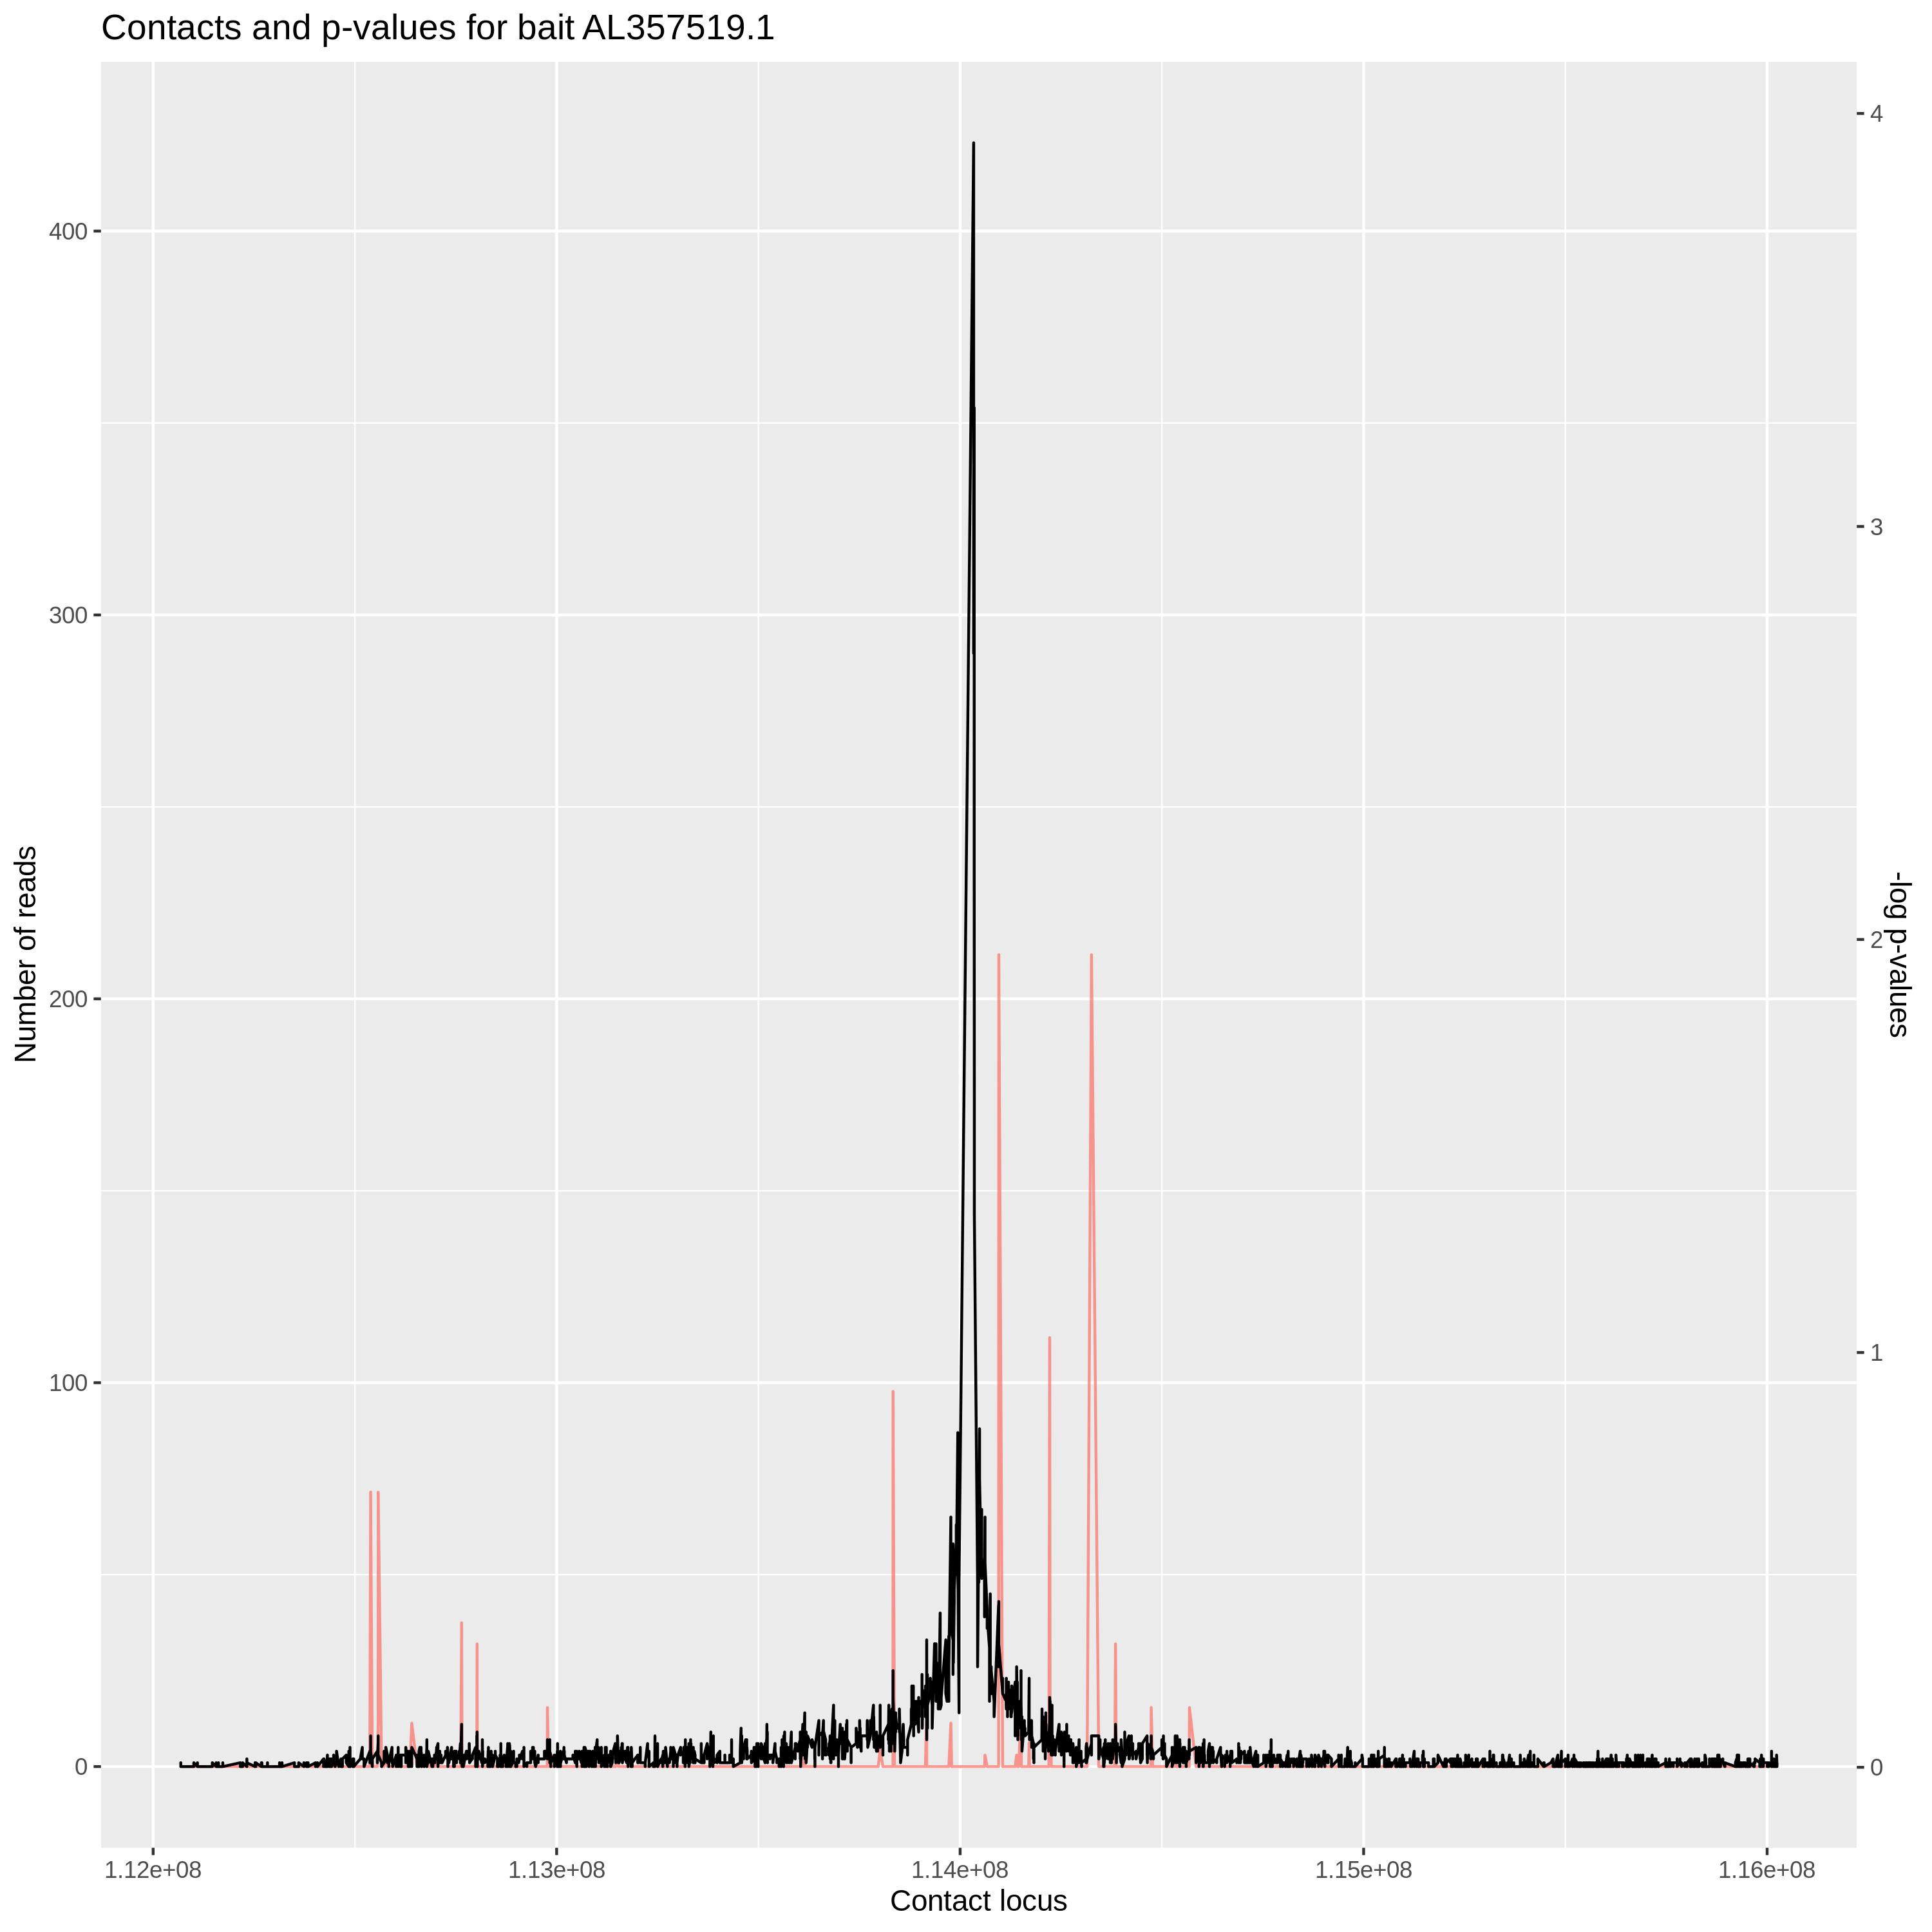 Contacts and p-values for bait AL357519.1
4
400
3
300
Number of reads
-log p-values
2
200
1
100
0
0
1.12e+08 1.13e+08 1.14e+08 1.15e+08 1.16e+08
Contact locus